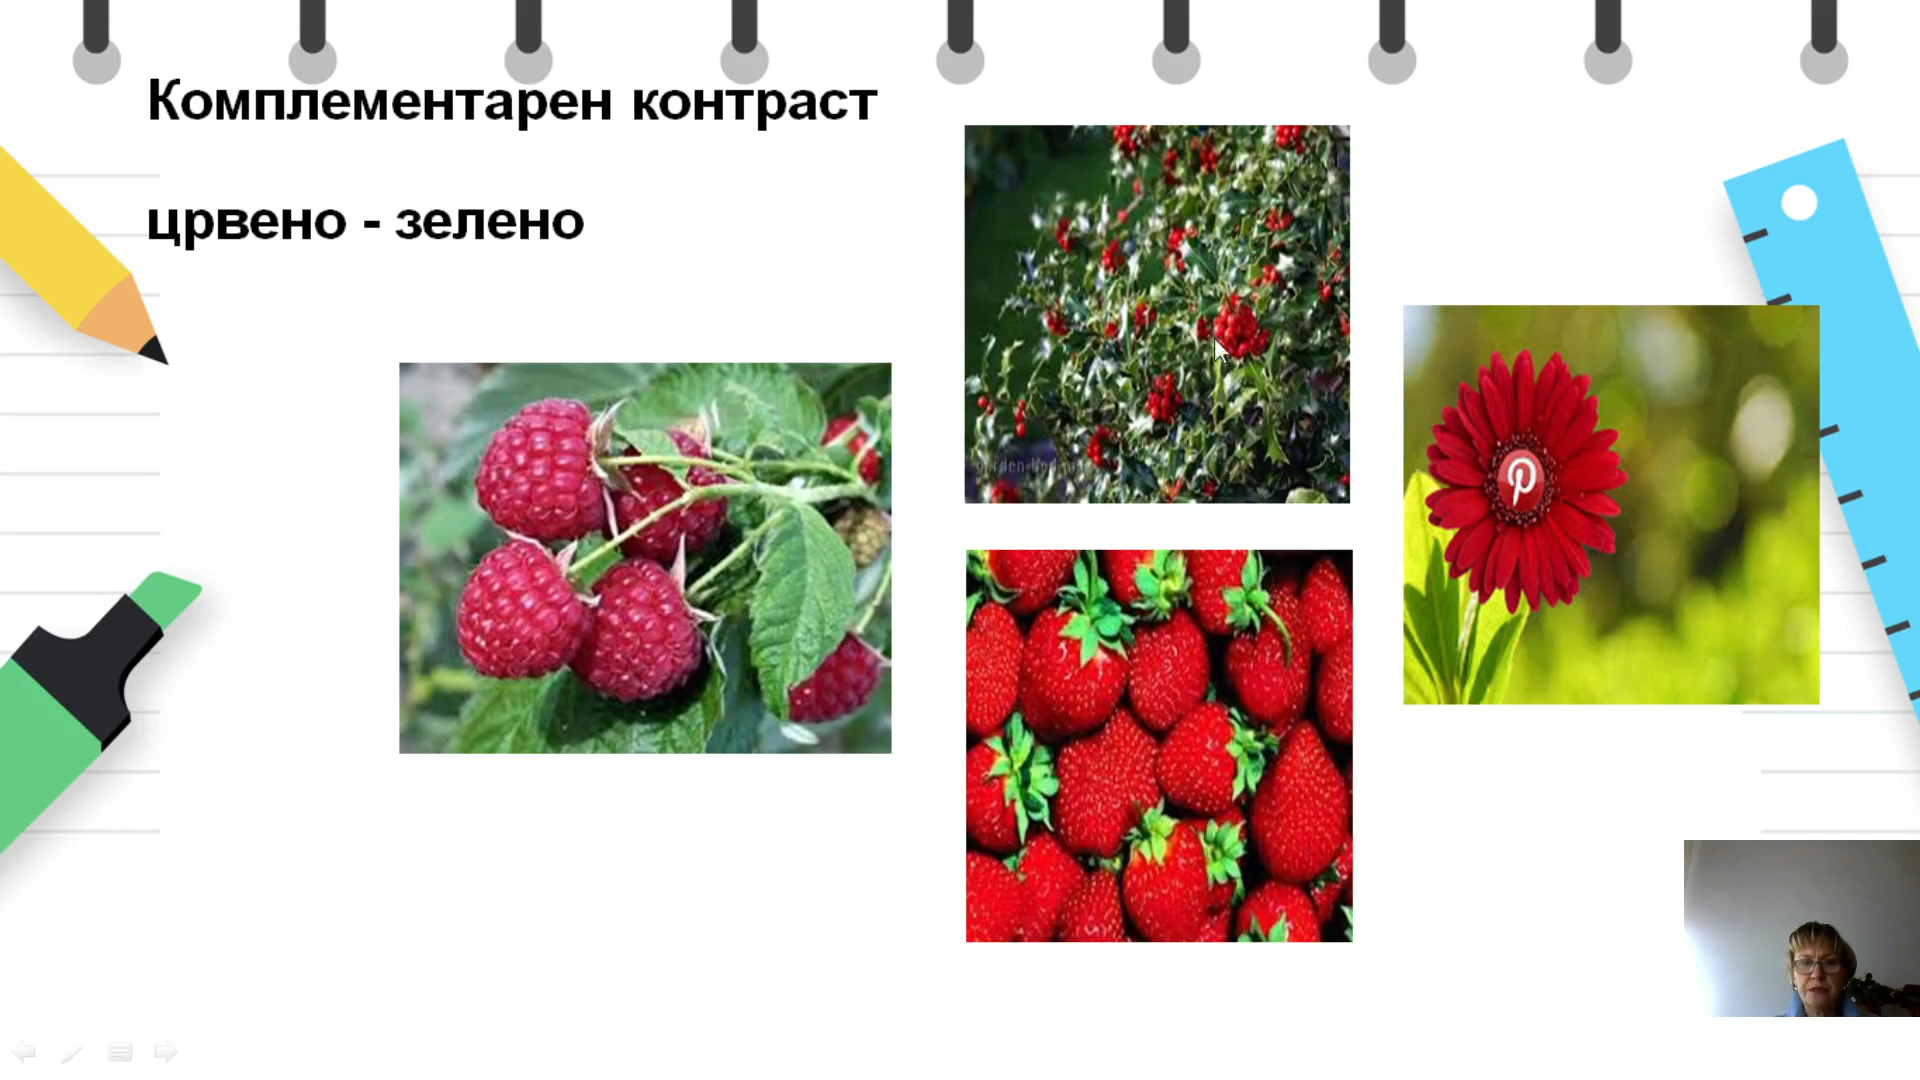 Комплементарен контраст
црвено - зелено